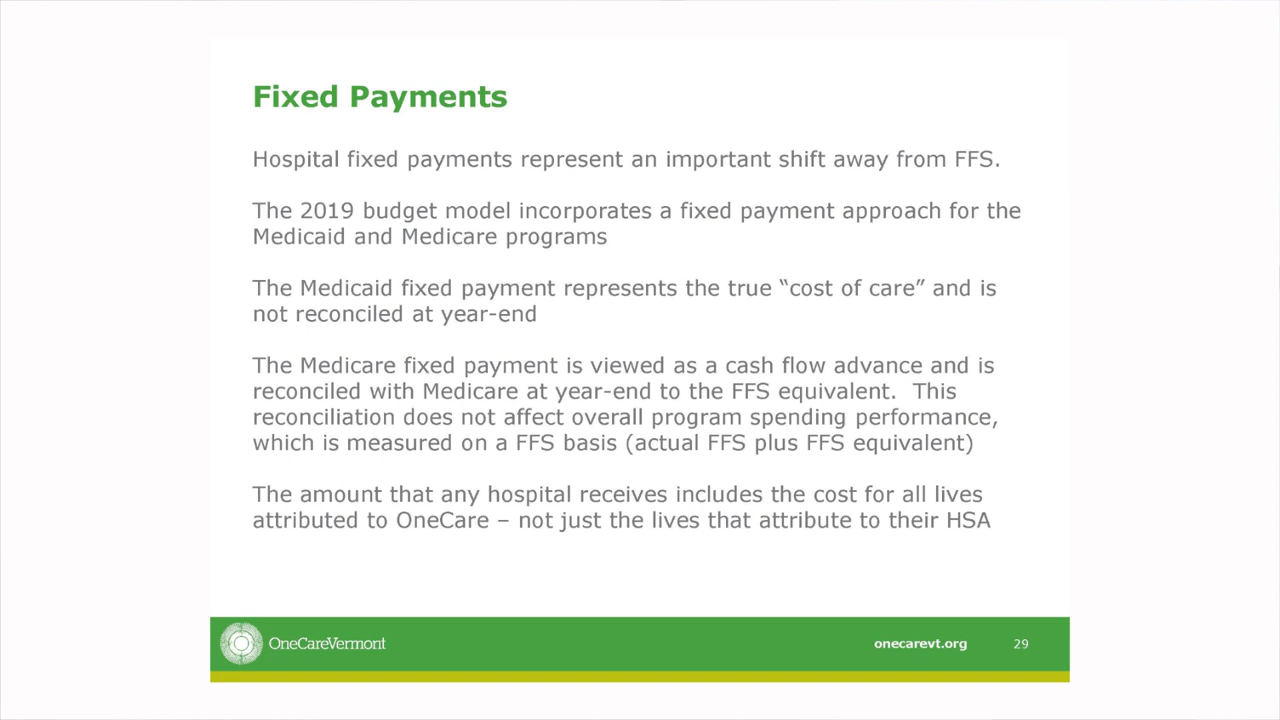 Fixed Payments
Hospital fixed payments represent an important shift away from FFS.
The 2019 budget model incorporates a fixed payment approach for the
Medicaid and Medicare programs
The Medicaid fixed payment represents the true “cost of care” and is
not reconciled at year-end
The Medicare fixed payment is viewed as a cash flow advance and is
reconciled with Medicare at year-end to the FFS equivalent.  This
reconciliation does not affect overall program spending performance,
which is measured on a FFS basis (actual FFS plus FFS equivalent)
The amount that any hospital receives includes the cost for all lives
attributed to OneCare – not just the lives that attribute to their HSA
OneCareVermont
onecarevt.org
29